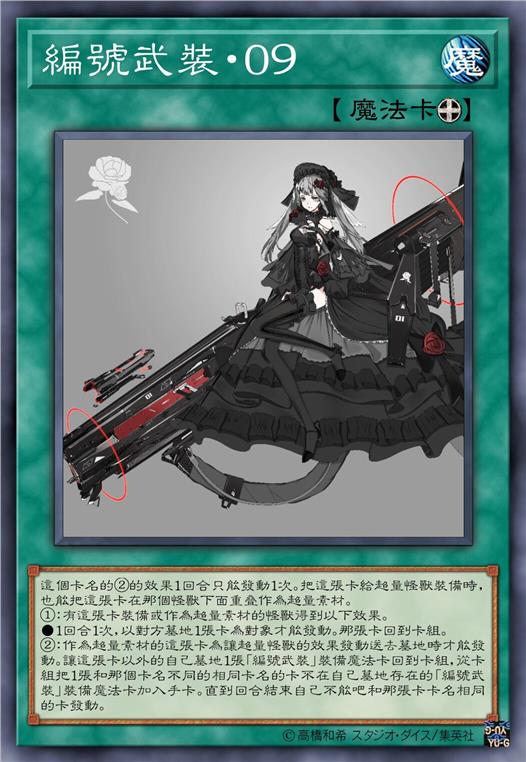 編號武裝・09
魔
【魔法卡】
這個卡名的②的效果1回合只能發動1次。把這張卡給超量怪獸裝備時，
也能把這張卡在那個怪獸下面重疊作為超量素材。
①：有這張卡裝備或作為超量素材的怪獸得到以下效果。
●1回合1次，以對方墓地1張卡為對象才能發動。那張卡回到卡組。
②：作為超量素材的這張卡為讓超量怪獸的效果發動送去墓地時才能發
動。讓這張卡以外的自己墓地1張「編號武裝」裝備魔法卡回到卡組，從卡
組把1張和那個卡名不同的相同卡名的卡不在自己墓地存在的「編號武
裝」裝備魔法卡加入手卡。直到回合結束自己不能吧和那張卡卡名相同
的卡發動。
©高橋和希 スタジオ・ダイス/集英社
YU-G
YU-G
01